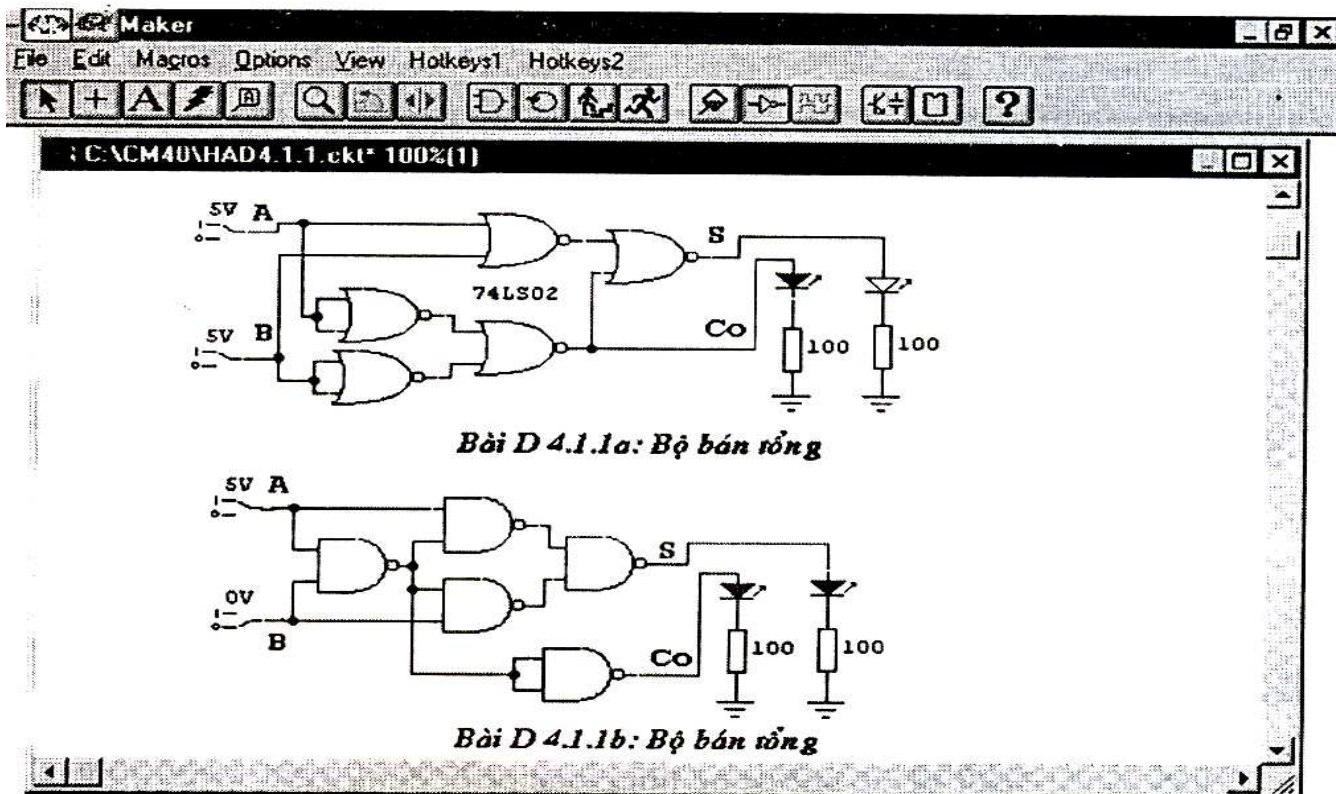 Maker
File Edit Macros Options View Hotkeys1 Hotkeys2
A
?
C:\CM40\HAD4.1.1.ckt* 100%(1)
5V A
S
74LS02
5V B
Co
100 100
Bài D 4.1.1a: Bộ bán tổng
5V A
S
0V
B
Co
100 100
Bài D 4.1.1b: Bộ bán tổng